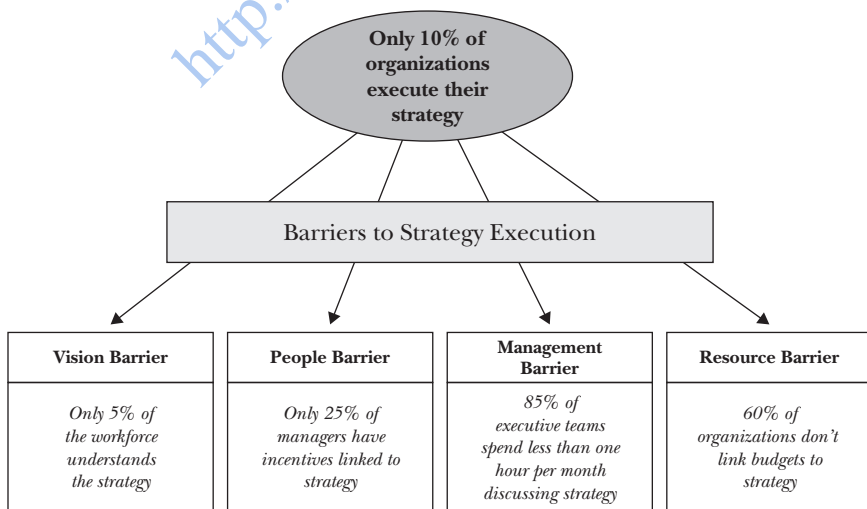 http:
Only 10% of
organizations
execute their
strategy
Barriers to Strategy Execution
Vision Barrier
Only 5% of
the workforce
understands
the strategy
People Barrier
Only 25% of
managers have
incentives linked to
strategy
Management
Barrier
85% of
executive teams
spend less than one
hour per month
discussing strategy
Resource Barrier
60% of
organizations don't
link budgets to
strategy